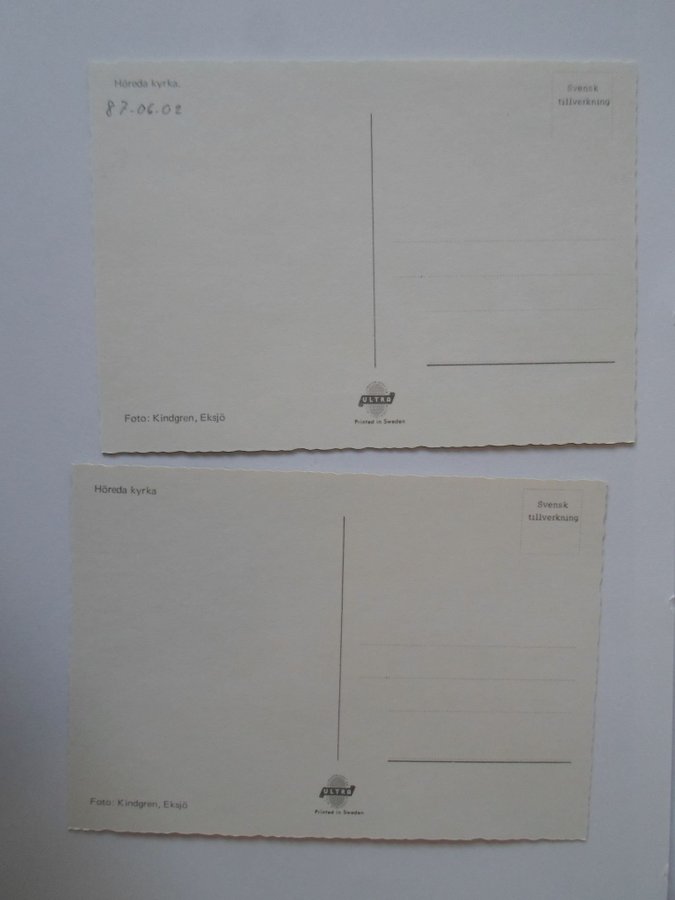 Höreda kyrka.
87-06-02
Svensk
tillverkning
Foto: Kindgren, Eksjö
ULTRA
Printed in Sweden
Höreda kyrka
Svensk
tillverkning
Foto: Kindgren, Eksjö
ULTRA
Printed in Sweden